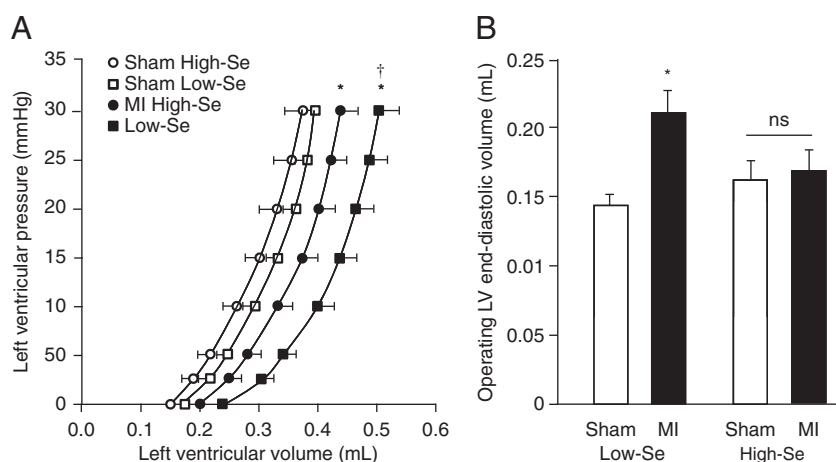 A
Left ventricular pressure (mmHg)
35
30
25
20
15
10
50
0
Sham High-Se
Sham Low-Se
MI High-Se
Low-Se
*
†
*
0.0 0.1 0.2 0.3 0.4 0.5 0.6
Left ventricular volume (mL)
B
Operating LV end-diastolic volume (mL)
0.25
0.20
0.15
0.01
0.05
0
*
ns
Sham MI Sham MI
Low-Se High-Se